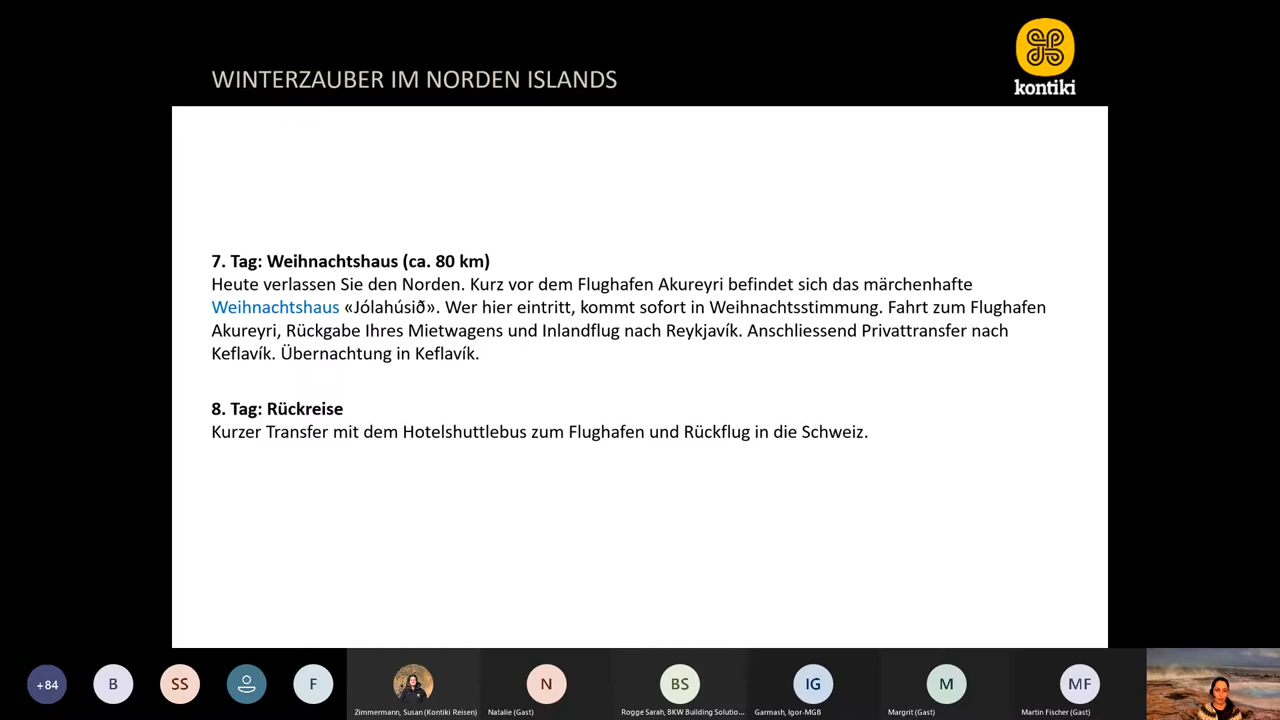 WINTERZAUBER IM NORDEN ISLANDS
kontiki
7. Tag: Weihnachtshaus (ca. 80 km)
Heute verlassen Sie den Norden. Kurz vor dem Flughafen Akureyri befindet sich das märchenhafte
Weihnachtshaus «Jólahúsið». Wer hier eintritt, kommt sofort in Weihnachtsstimmung. Fahrt zum Flughafen
Akureyri, Rückgabe Ihres Mietwagens und Inlandflug nach Reykjavík. Anschliessend Privattransfer nach
Keflavík. Übernachtung in Keflavík.
8. Tag: Rückreise
Kurzer Transfer mit dem Hotelshuttlebus zum Flughafen und Rückflug in die Schweiz.
+84
B
SS
F
N
BS
IG
M
MF
Zimmermann, Susan (Kontiki Reisen)
Natalie (Gast)
Rogge Sarah, BKW Building Solutio...
Garmash, Igor-MGB
Margrit (Gast)
Martin Fischer (Gast)